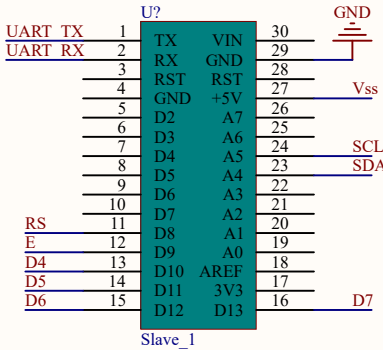 U?
GND
UART_TX 1 TX VIN 30
UART_RX 2 RX GND 29
3 RST RST 28
4 GND +5V 27 Vss
5 D2 A7 26
6 D3 A6 25
7 D4 A5 24 SCL
8 D5 A4 23 SDA
9 D6 A3 22
10 D7 A2 21
RS 11 D8 A1 20
E 12 D9 A0 19
D4 13 D10 AREF 18
D5 14 D11 3V3 17
D6 15 D12 D13 16 D7
Slave_1